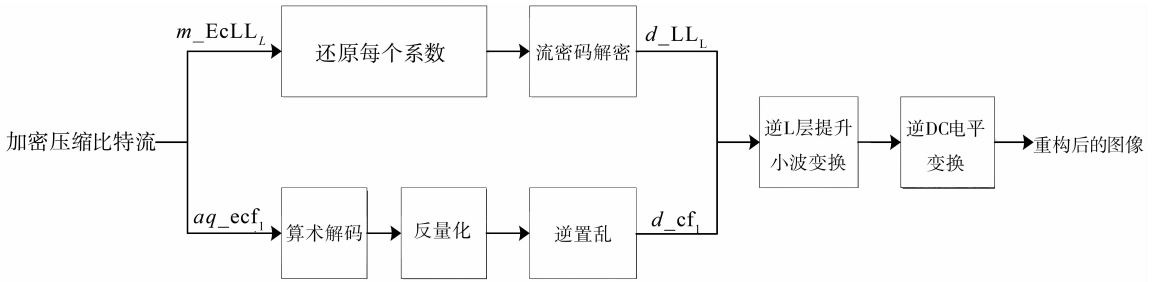 m_EcLL_L
还原每个系数
流密码解密
d_LL_L
加密压缩比特流
逆L层提升
小波变换
逆DC电平
变换
重构后的图像
aq_ecf_l
算术解码
反量化
逆置乱
d_cf_l